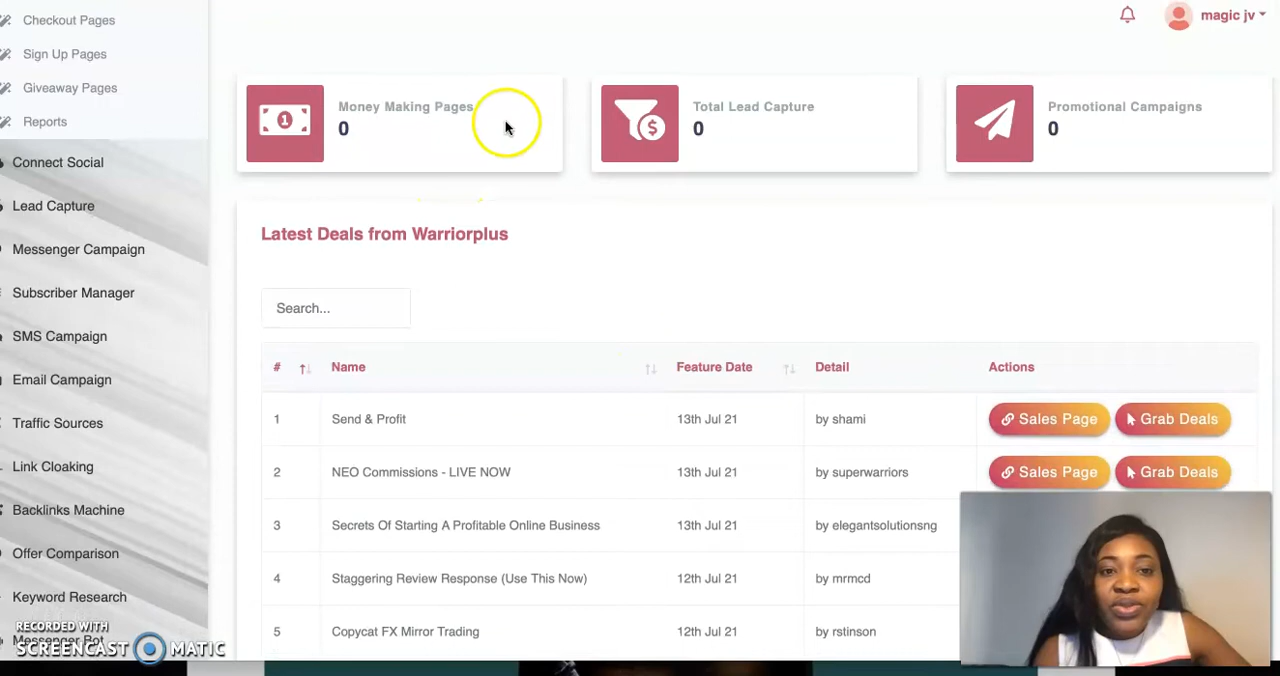 Checkout Pages
Sign Up Pages
Giveaway Pages
Reports
Connect Social
Lead Capture
Messenger Campaign
Subscriber Manager
SMS Campaign
Email Campaign
Traffic Sources
Link Cloaking
Backlinks Machine
Offer Comparison
Keyword Research
Messenger Bot
RECORDED WITH
SCREENCAST MATIC
magic jv
Money Making Pages
1
0
Total Lead Capture
$
0
Promotional Campaigns
0
Latest Deals from Warriorplus
Search...
# Name Feature Date Detail Actions
1 Send & Profit 13th Jul 21 by shami Sales Page Grab Deals
2 NEO Commissions - LIVE NOW 13th Jul 21 by superwarriors Sales Page Grab Deals
3 Secrets Of Starting A Profitable Online Business 13th Jul 21 by elegantsolutionsng
4 Staggering Review Response (Use This Now) 12th Jul 21 by mrmcd
5 Copycat FX Mirror Trading 12th Jul 21 by rstinson